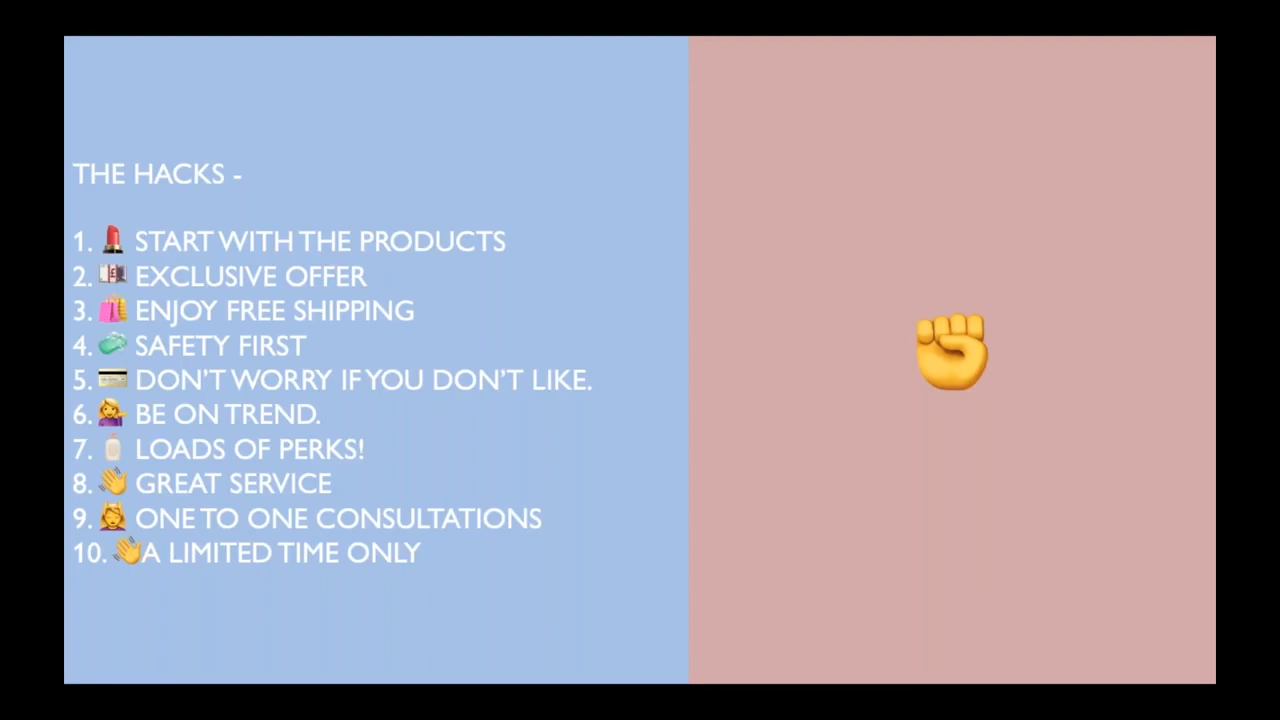 THE HACKS -
1. 💄 START WITH THE PRODUCTS
2. 💷 EXCLUSIVE OFFER
3. 🛍️ ENJOY FREE SHIPPING
4. 🧼 SAFETY FIRST
5. 💳 DON’T WORRY IF YOU DON’T LIKE.
6. 💁‍♀️ BE ON TREND.
7. 🧴 LOADS OF PERKS!
8. 👋 GREAT SERVICE
9. 💆‍♀️ ONE TO ONE CONSULTATIONS
10. 👋A LIMITED TIME ONLY